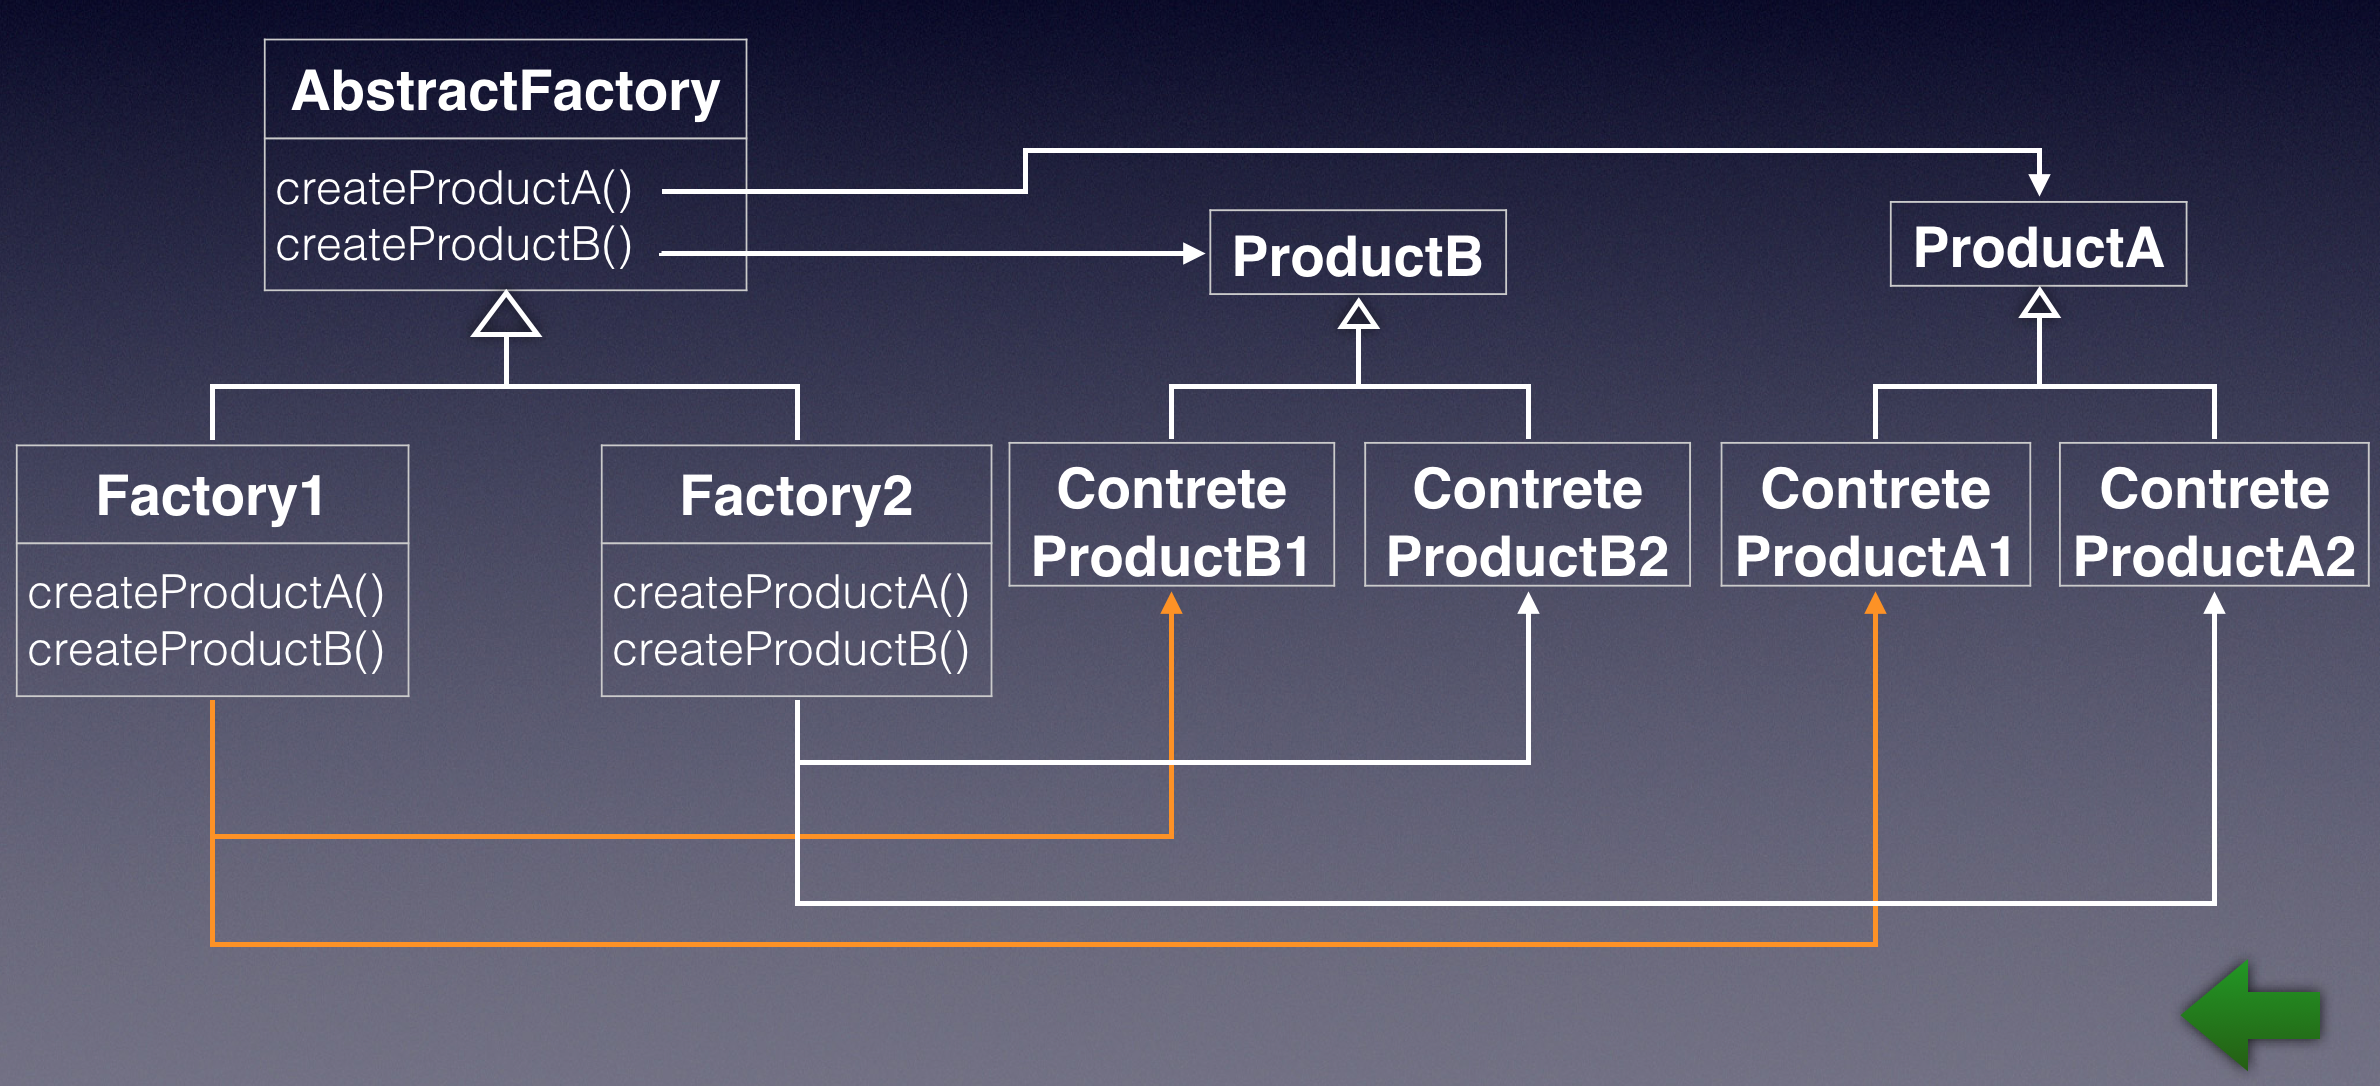 AbstractFactory
createProductA()
createProductB()
ProductB
ProductA
Factory1
createProductA()
createProductB()
Factory2
createProductA()
createProductB()
Contrete
ProductB1
Contrete
ProductB2
Contrete
ProductA1
Contrete
ProductA2